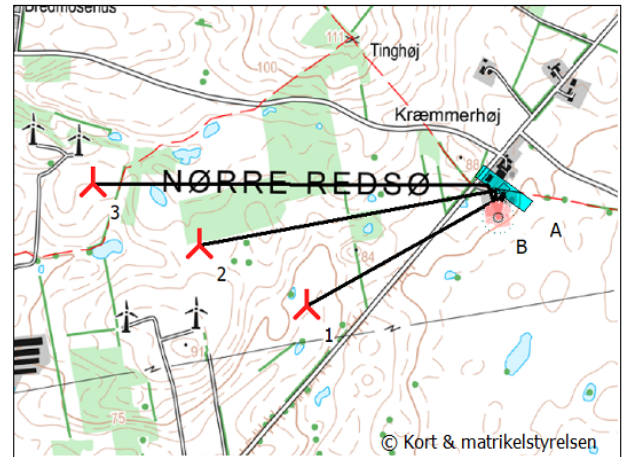 Bredmosehus
111
Tinghøj
100
Kræmmerhøj
88
NØRRE REDSØ
3
A
B
2
84
1
91
75
© Kort & matrikelstyrelsen